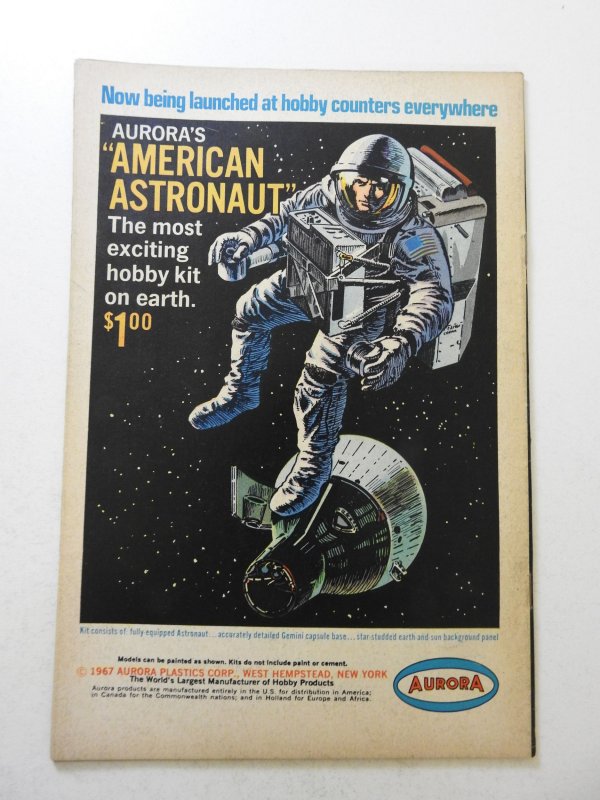 Now being launched at hobby counters everywhere
AURORA'S
"AMERICAN
ASTRONAUT"
The most
exciting
hobby kit
on earth.
$1.00
Kit consists of: fully equipped Astronaut...accurately detailed Gemini capsule base...star-studded earth and sun background panel
Models can be painted as shown. Kits do not include paint or cement.
© 1967 AURORA PLASTICS CORP., WEST HEMPSTEAD, NEW YORK
The World's Largest Manufacturer of Hobby Products
Aurora products are manufactured entirely in the U.S. for distribution in America;
in Canada for the Commonwealth nations; and in Holland for Europe and Africa.
AURORA